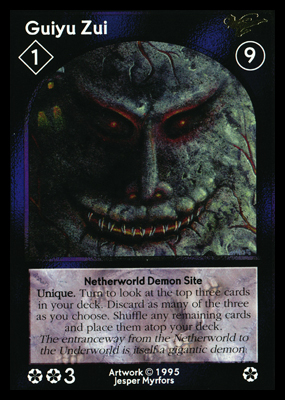 Guiyu Zui
1
9
Netherworld Demon Site
Unique. Turn to look at the top three cards
in your deck. Discard as many of the three
as you choose. Shuffle any remaining cards
and place them atop your deck.
The entranceway from the Netherworld to
the Underworld is itself a gigantic demon
3
Artwork © 1995
Jesper Myrfors